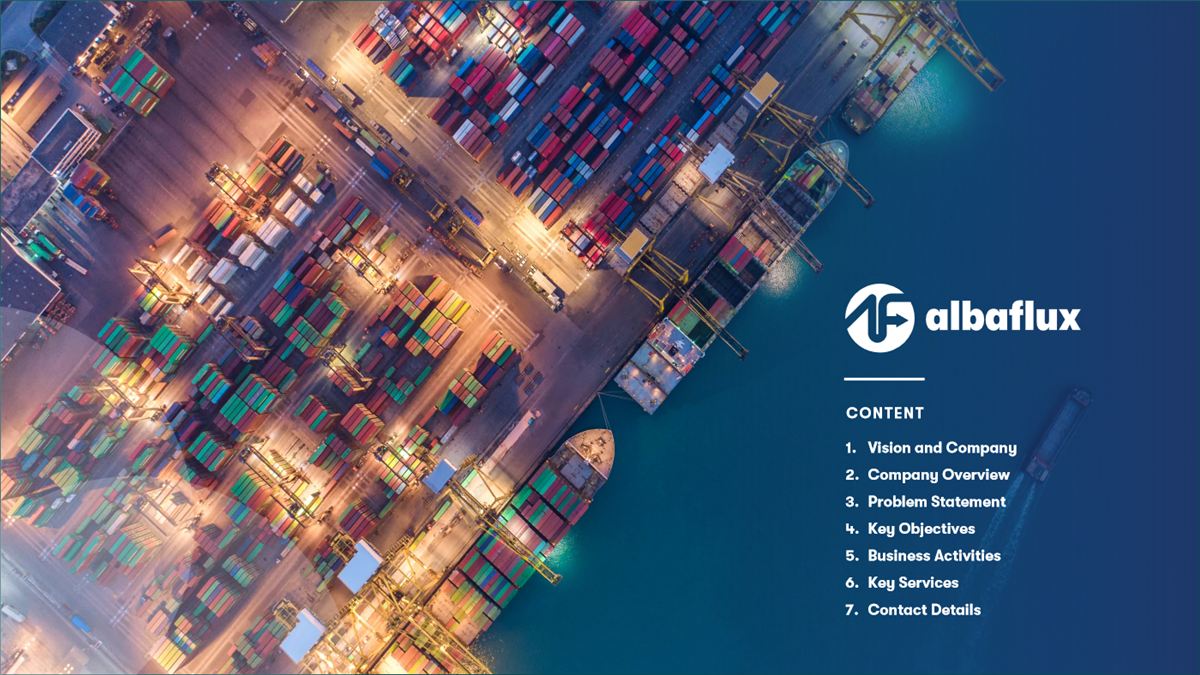 AF albaflux
CONTENT
1. Vision and Company
2. Company Overview
3. Problem Statement
4. Key Objectives
5. Business Activities
6. Key Services
7. Contact Details